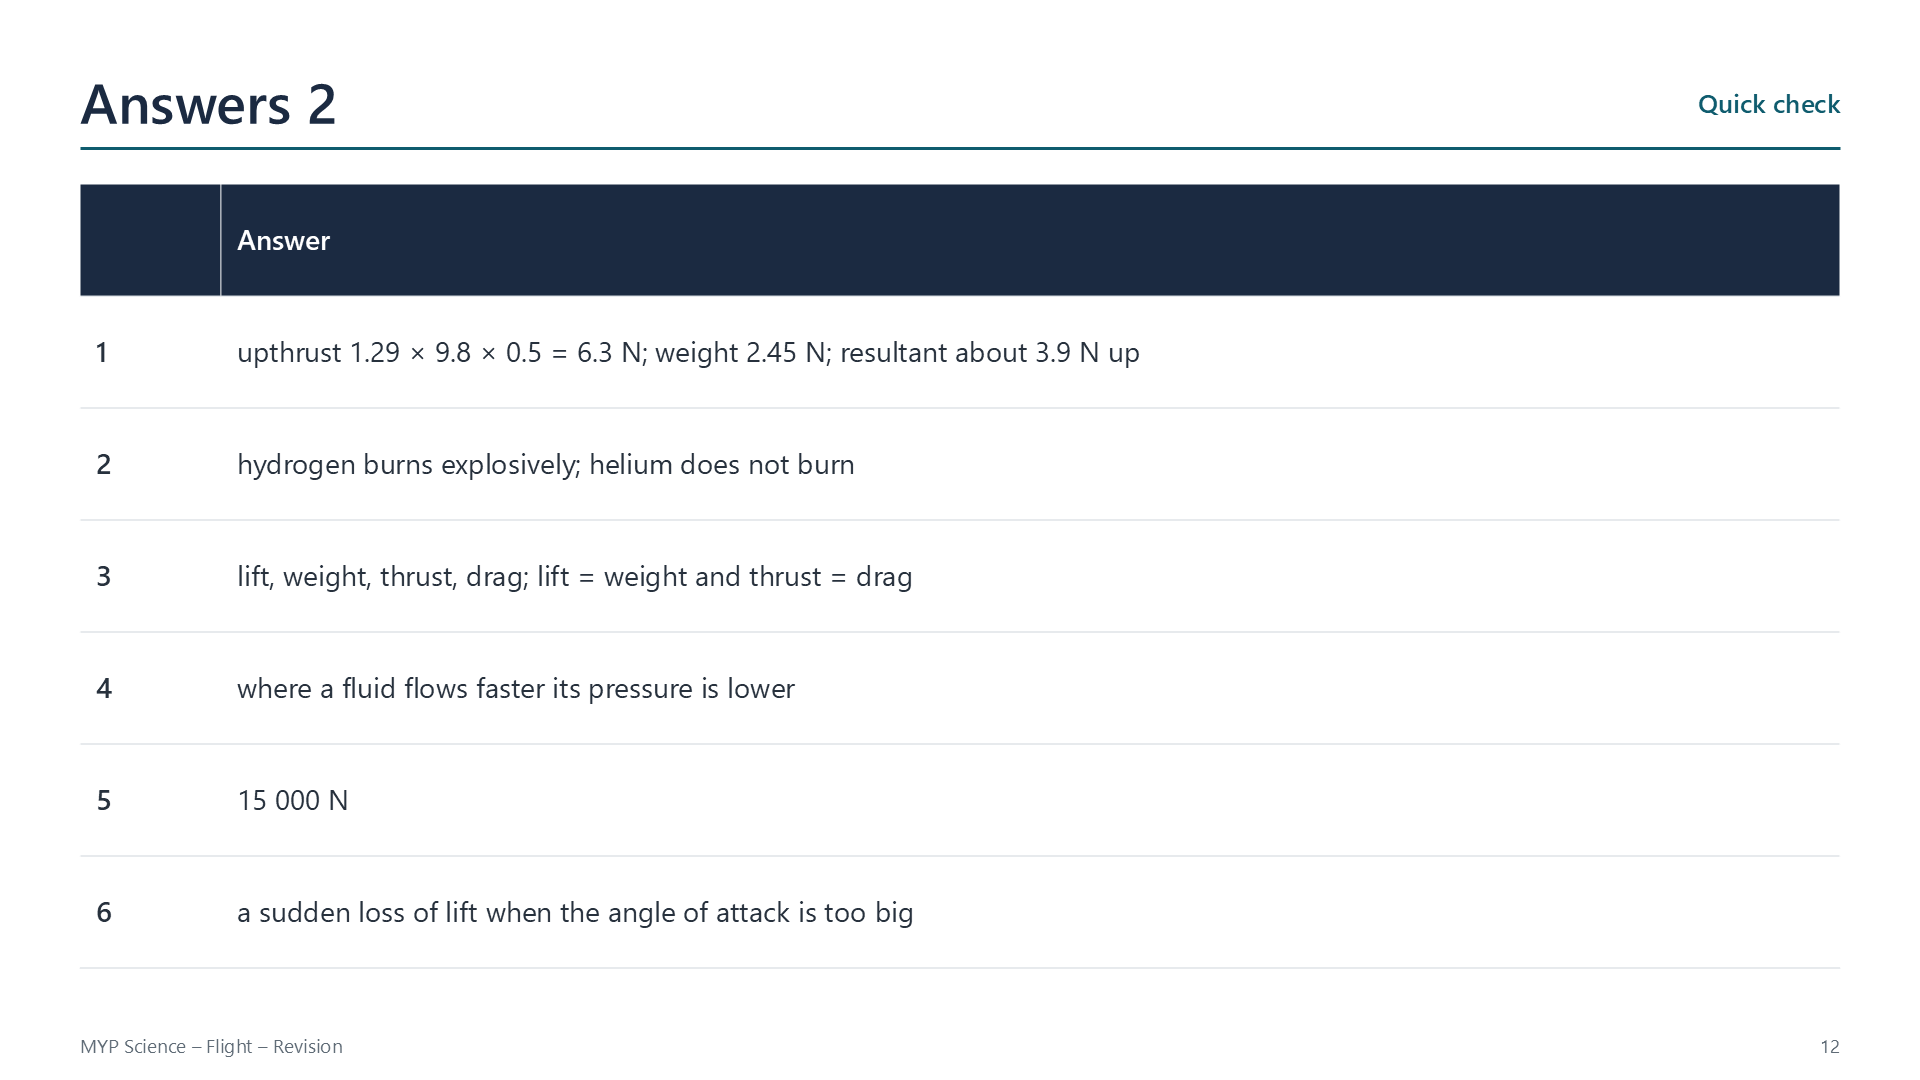 Answers 2
Quick check
Answer
1 upthrust 1.29 × 9.8 × 0.5 = 6.3 N; weight 2.45 N; resultant about 3.9 N up
2 hydrogen burns explosively; helium does not burn
3 lift, weight, thrust, drag; lift = weight and thrust = drag
4 where a fluid flows faster its pressure is lower
5 15 000 N
6 a sudden loss of lift when the angle of attack is too big
MYP Science – Flight – Revision
12